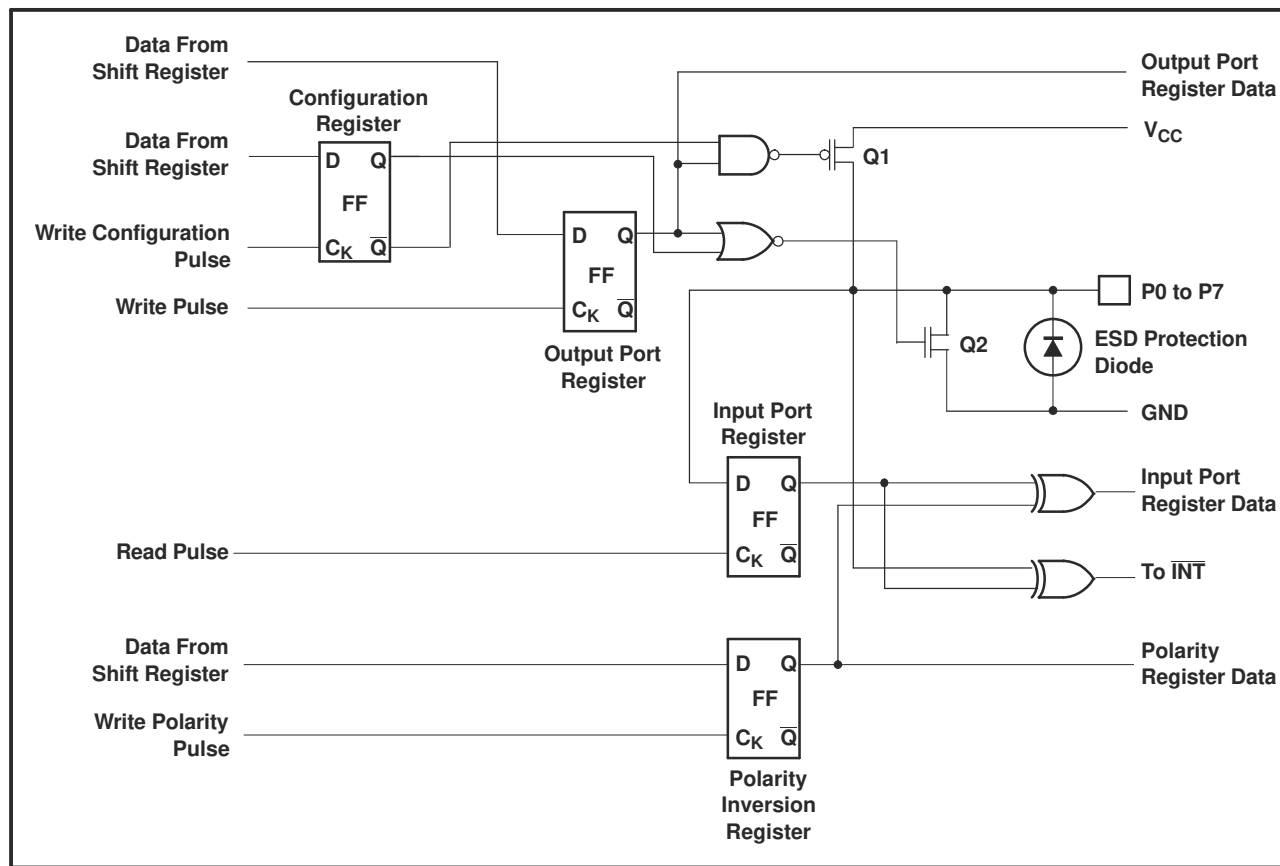 Data From
Shift Register
Configuration
Register
Data From
Shift Register
D Q
FF
CK Q̅
Write Configuration
Pulse
Write Pulse
D Q
FF
CK Q̅
Output Port
Register
Output Port
Register Data
VCC
Q1
P0 to P7
Q2
ESD Protection
Diode
GND
Input Port
Register
D Q
FF
CK Q̅
Read Pulse
Input Port
Register Data
To I̅N̅T̅
Data From
Shift Register
Write Polarity
Pulse
D Q
FF
CK Q̅
Polarity
Inversion
Register
Polarity
Register Data